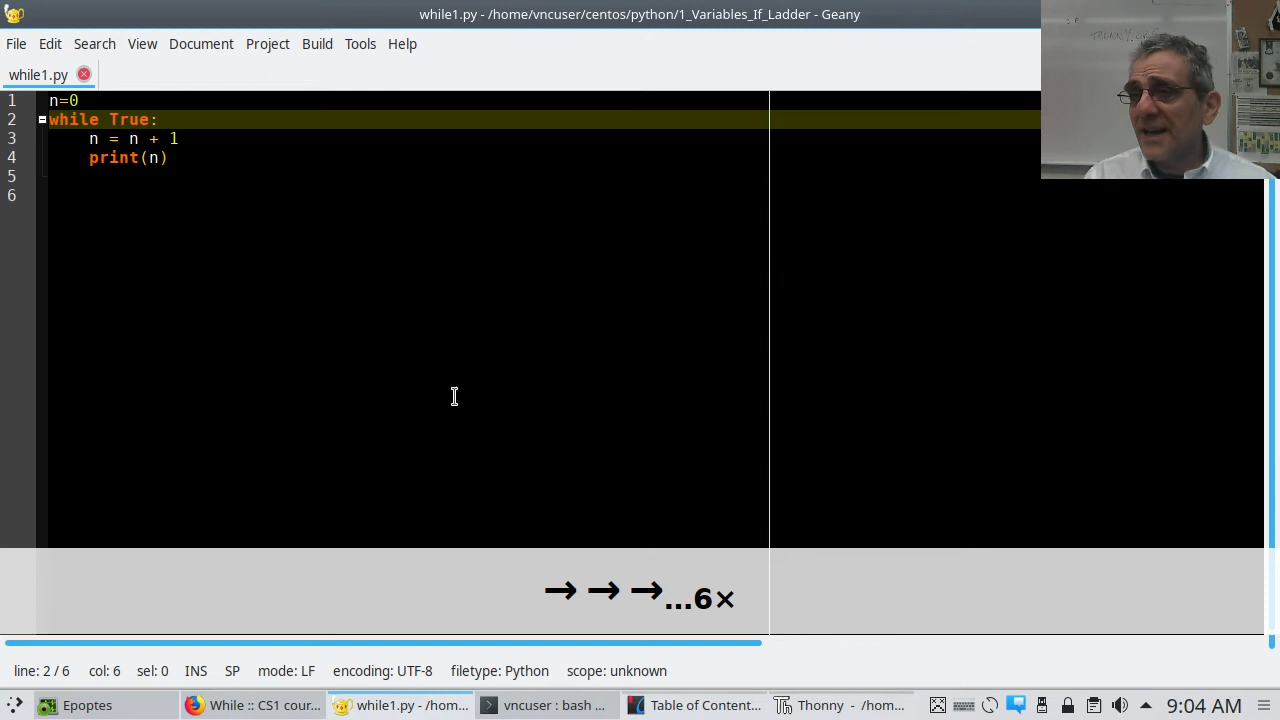 while1.py - /home/vncuser/centos/python/1_Variables_If_Ladder - Geany
File Edit Search View Document Project Build Tools Help
while1.py
1 n=0
2 while True:
3     n = n + 1
4     print(n)
5
6
→ → →...6×
line: 2 / 6 col: 6 sel: 0 INS SP mode: LF encoding: UTF-8 filetype: Python scope: unknown
Epoptes While :: CS1 cour... while1.py - /hom... vncuser : bash ... Table of Content... Thonny - /hom... 9:04 AM